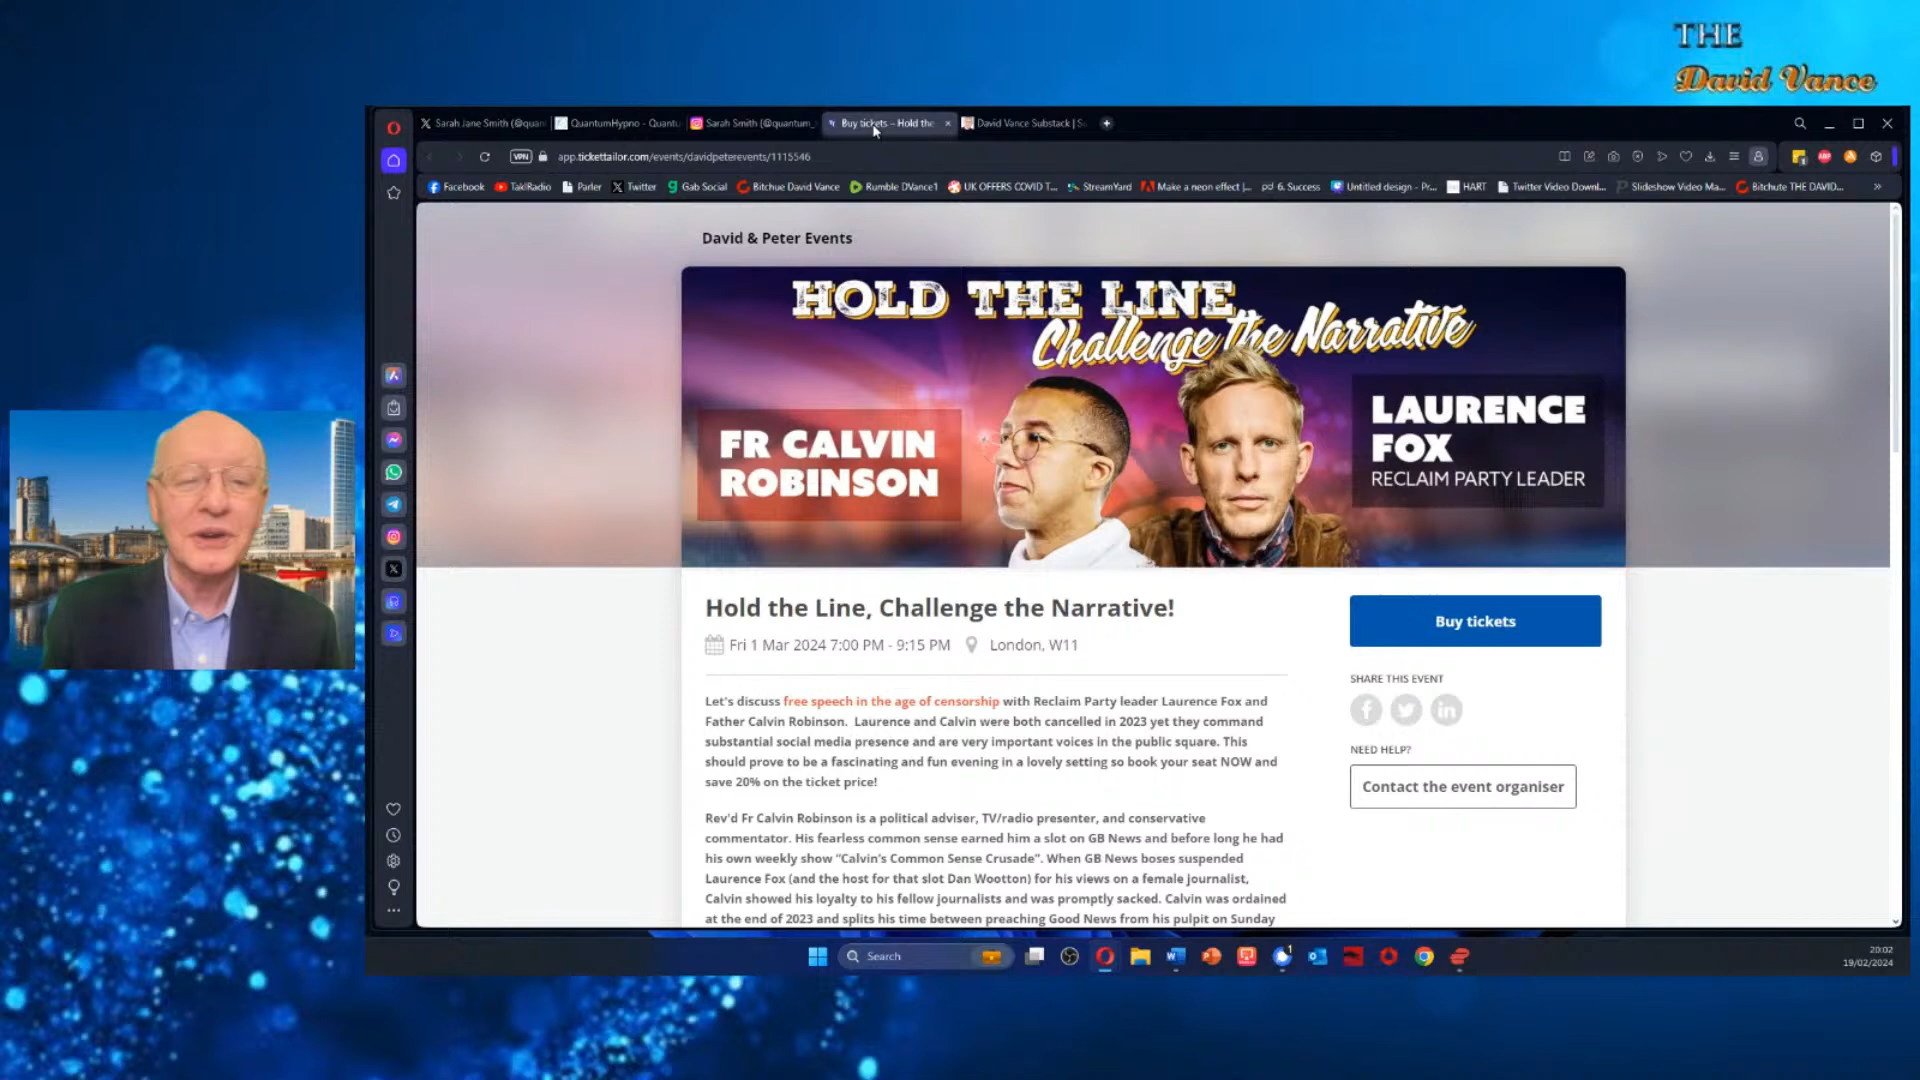 THE
David Vance
Sarah Jane Smith (@quan
QuantumHypno - Quantu
Sarah Smith (@quantum_
Buy tickets – Hold the
David Vance Substack | S
VPN
app.tickettailor.com/events/davidpeterevents/1115546
Facebook
TalkRadio
Parler
Twitter
Gab Social
Bitchue David Vance
Rumble DVance1
UK OFFERS COVID T...
StreamYard
Make a neon effect |...
6. Success
Untitled design - Pr...
HART
Twitter Video Downl...
Slideshow Video Ma...
Bitchute THE DAVID...
David & Peter Events
HOLD THE LINE
Challenge the Narrative
FR CALVIN
ROBINSON
LAURENCE
FOX
RECLAIM PARTY LEADER
Hold the Line, Challenge the Narrative!
Fri 1 Mar 2024 7:00 PM - 9:15 PM London, W11
Buy tickets
SHARE THIS EVENT
NEED HELP?
Contact the event organiser
Let's discuss free speech in the age of censorship with Reclaim Party leader Laurence Fox and
Father Calvin Robinson. Laurence and Calvin were both cancelled in 2023 yet they command
substantial social media presence and are very important voices in the public square. This
should prove to be a fascinating and fun evening in a lovely setting so book your seat NOW and
save 20% on the ticket price!
Rev'd Fr Calvin Robinson is a political adviser, TV/radio presenter, and conservative
commentator. His fearless common sense earned him a slot on GB News and before long he had
his own weekly show "Calvin's Common Sense Crusade". When GB News boses suspended
Laurence Fox (and the host for that slot Dan Wootton) for his views on a female journalist,
Calvin showed his loyalty to his fellow journalists and was promptly sacked. Calvin was ordained
at the end of 2023 and splits his time between preaching Good News from his pulpit on Sunday
Search
20:02
19/02/2024